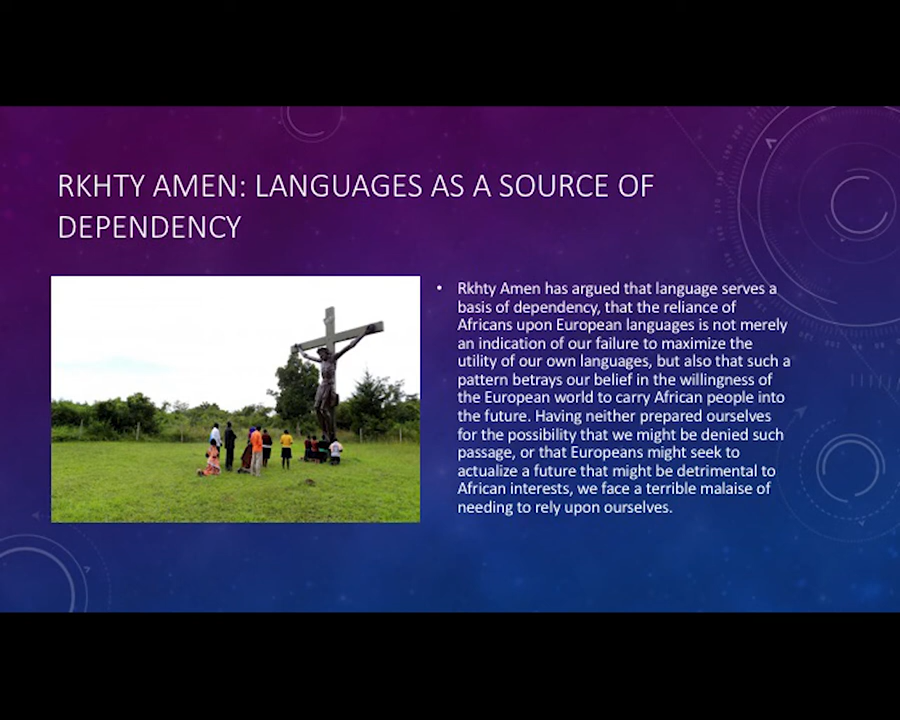 RKHTY AMEN: LANGUAGES AS A SOURCE OF
DEPENDENCY
• Rkhty Amen has argued that language serves a
basis of dependency, that the reliance of
Africans upon European languages is not merely
an indication of our failure to maximize the
utility of our own languages, but also that such a
pattern betrays our belief in the willingness of
the European world to carry African people into
the future. Having neither prepared ourselves
for the possibility that we might be denied such
passage, or that Europeans might seek to
actualize a future that might be detrimental to
African interests, we face a terrible malaise of
needing to rely upon ourselves.